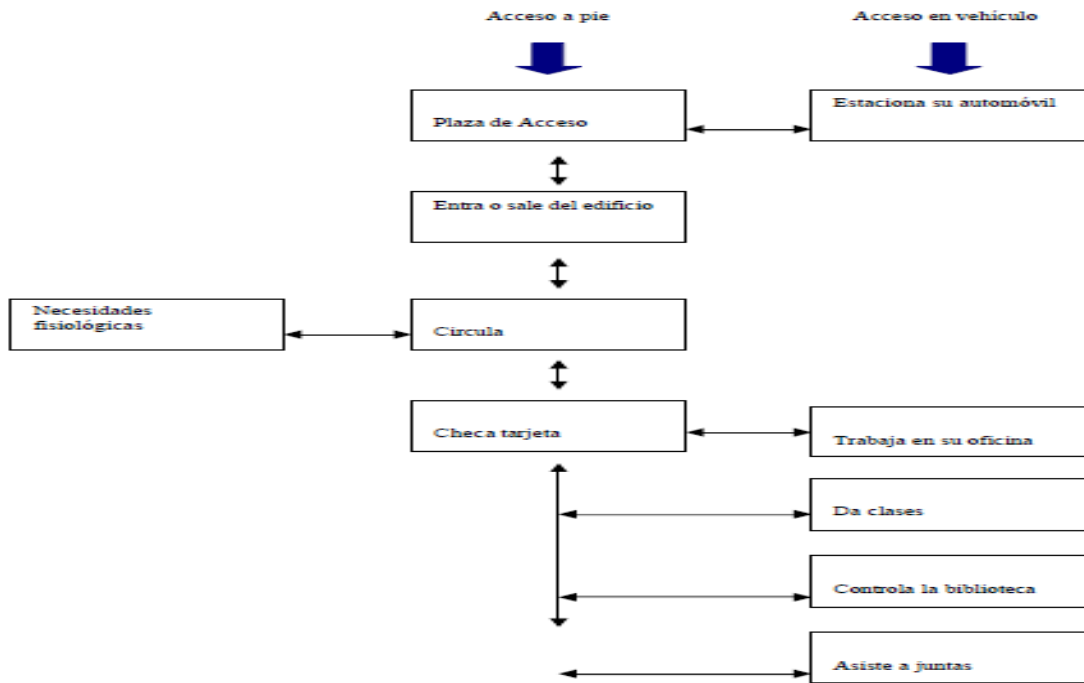 Acceso a pie
Acceso en vehículo
Plaza de Acceso
Estaciona su automóvil
Entra o sale del edificio
Necesidades
fisiológicas
Circula
Checa tarjeta
Trabaja en su oficina
Da clases
Controla la biblioteca
Asiste a juntas